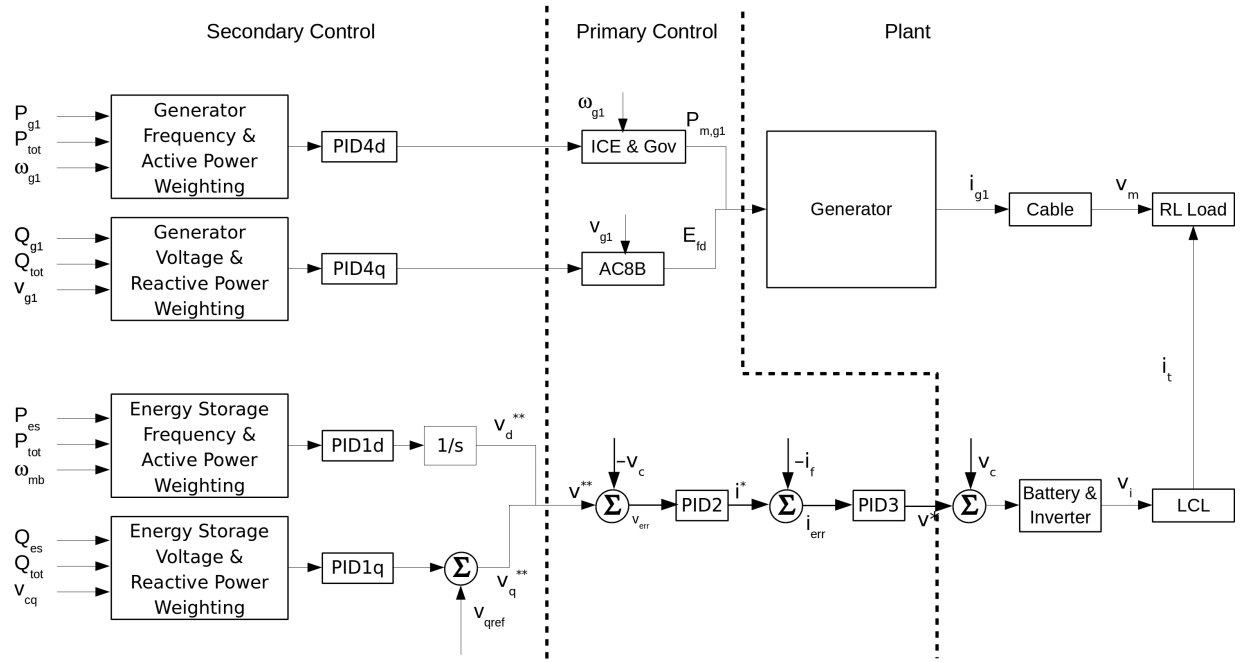 Secondary Control
Primary Control
Plant
P_g1
P_tot
ω_g1
Generator
Frequency &
Active Power
Weighting
PID4d
ω_g1
ICE & Gov
P_m,g1
Q_g1
Q_tot
v_g1
Generator
Voltage &
Reactive Power
Weighting
PID4q
v_g1
AC8B
E_fd
Generator
i_g1
Cable
v_m
RL Load
i_t
P_es
P_tot
ω_mb
Energy Storage
Frequency &
Active Power
Weighting
PID1d
1/s
v_d^**
Q_es
Q_tot
v_cq
Energy Storage
Voltage &
Reactive Power
Weighting
PID1q
Σ
v_q^**
v_qref
v^**
–v_c
Σ
v_err
PID2
i^*
–i_f
Σ
i_err
PID3
v^*
v_c
Σ
Battery &
Inverter
v_i
LCL